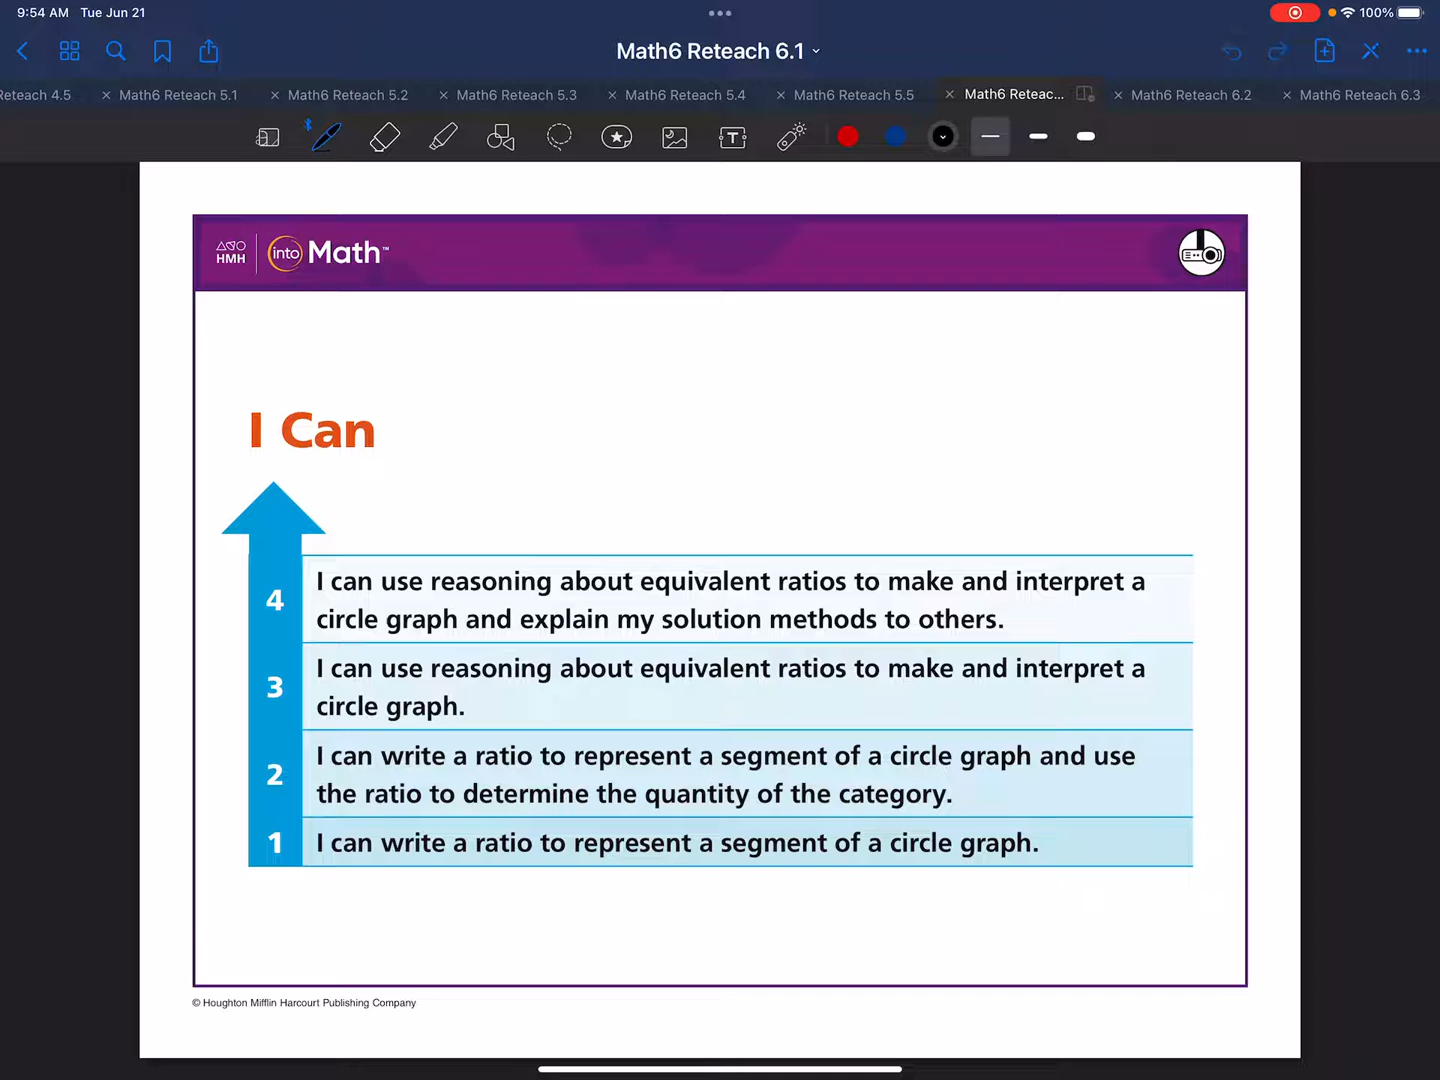 9:54 AM Tue Jun 21
100%
Math6 Reteach 6.1
Reteach 4.5
Math6 Reteach 5.1
Math6 Reteach 5.2
Math6 Reteach 5.3
Math6 Reteach 5.4
Math6 Reteach 5.5
Math6 Reteac...
Math6 Reteach 6.2
Math6 Reteach 6.3
T
HMH
into Math™
I Can
4
I can use reasoning about equivalent ratios to make and interpret a
circle graph and explain my solution methods to others.
3
I can use reasoning about equivalent ratios to make and interpret a
circle graph.
2
I can write a ratio to represent a segment of a circle graph and use
the ratio to determine the quantity of the category.
1
I can write a ratio to represent a segment of a circle graph.
© Houghton Mifflin Harcourt Publishing Company